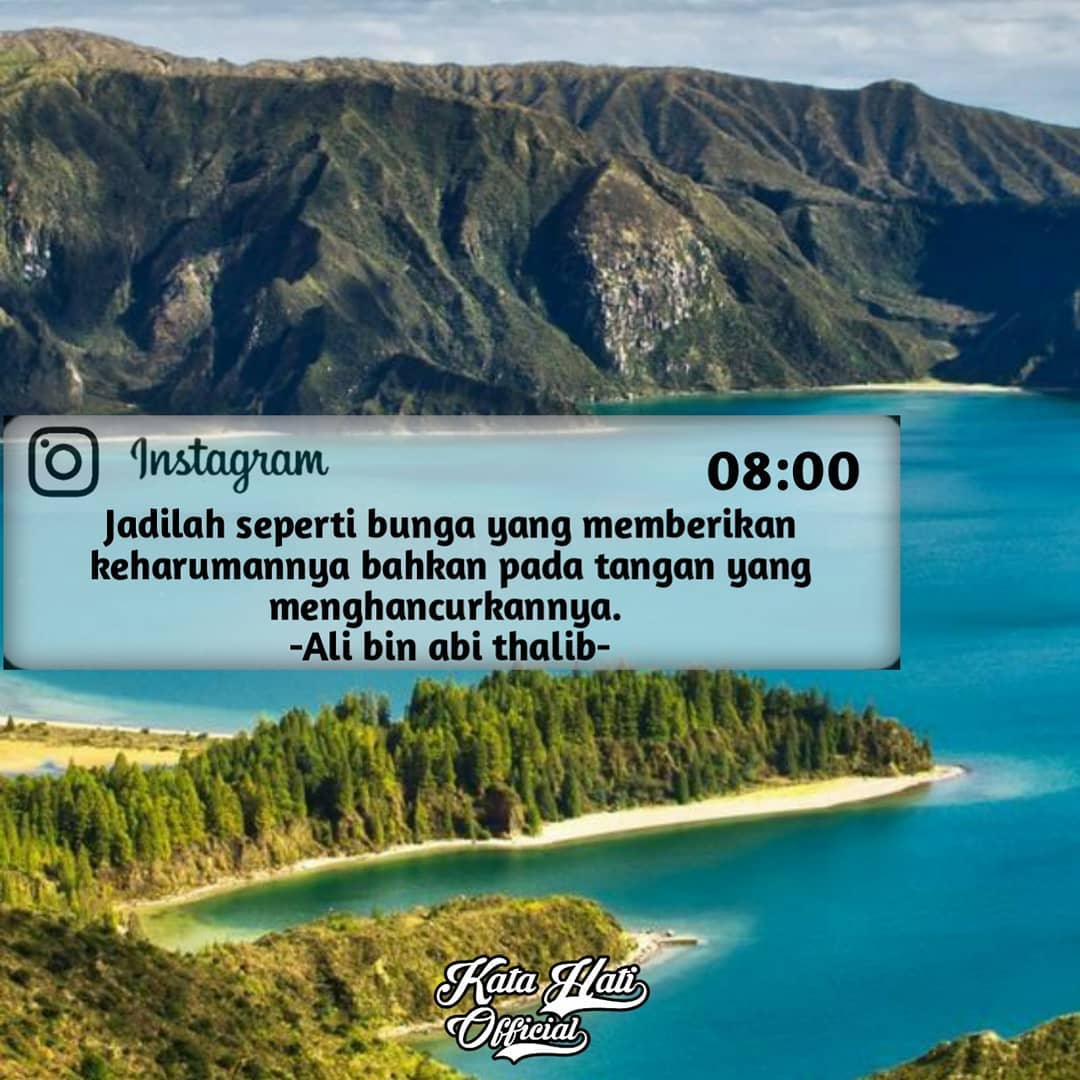 Instagram
08:00
Jadilah seperti bunga yang memberikan
keharumannya bahkan pada tangan yang
menghancurkannya.
-Ali bin abi thalib-
Kata Hati
Official